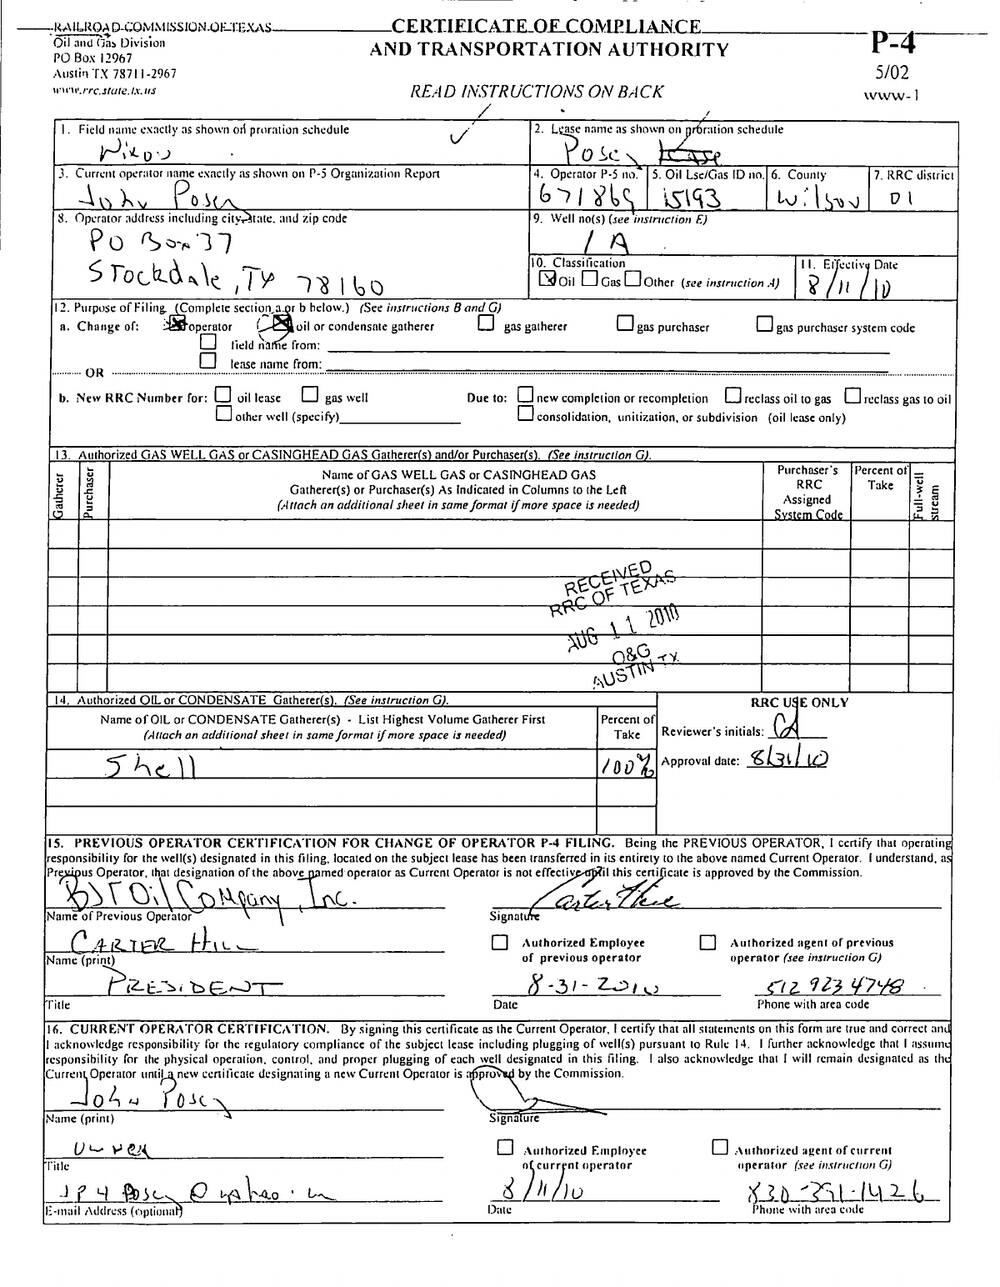 RAILROAD COMMISSION OF TEXAS
Oil and Gas Division
PO Box 12967
Austin TX 78711-2967
www.rrc.state.tx.us
CERTIFICATE OF COMPLIANCE
AND TRANSPORTATION AUTHORITY
READ INSTRUCTIONS ON BACK
P-4
5/02
www-1
1. Field name exactly as shown on proration schedule
Nixon
2. Lease name as shown on proration schedule
Posey
3. Current operator name exactly as shown on P-5 Organization Report
John Posey
4. Operator P-5 no.
671869
5. Oil Lse/Gas ID no.
15193
6. County
Wilson
7. RRC district
01
8. Operator address including city, state, and zip code
PO Box 37
Stockdale, TX 78160
9. Well no(s) (see instruction E)
1A
10. Classification
Oil Gas Other (see instruction A)
11. Effective Date
8/11/10
12. Purpose of Filing (Complete section a or b below.) (See instructions B and G)
a. Change of: operator oil or condensate gatherer gas gatherer gas purchaser gas purchaser system code
field name from:
lease name from:
OR
b. New RRC Number for: oil lease gas well Due to: new completion or recompletion reclass oil to gas reclass gas to oil
other well (specify) consolidation, unitization, or subdivision (oil lease only)
13. Authorized GAS WELL GAS or CASINGHEAD GAS Gatherer(s) and/or Purchaser(s). (See instruction G).
Gatherer
Purchaser
Name of GAS WELL GAS or CASINGHEAD GAS
Gatherer(s) or Purchaser(s) As Indicated in Columns to the Left
(Attach an additional sheet in same format if more space is needed)
Purchaser's
RRC
Assigned
System Code
Percent of
Take
Full-well
stream
RECEIVED
RRC OF TEXAS
AUG 11 2010
O&G
AUSTIN TX
14. Authorized OIL or CONDENSATE Gatherer(s). (See instruction G).
Name of OIL or CONDENSATE Gatherer(s) - List Highest Volume Gatherer First
(Attach an additional sheet in same format if more space is needed)
Percent of
Take
Shell
100%
RRC USE ONLY
Reviewer's initials:
Approval date: 8/31/10
15. PREVIOUS OPERATOR CERTIFICATION FOR CHANGE OF OPERATOR P-4 FILING. Being the PREVIOUS OPERATOR, I certify that operating
responsibility for the well(s) designated in this filing, located on the subject lease has been transferred in its entirety to the above named Current Operator. I understand, as
Previous Operator, that designation of the above named operator as Current Operator is not effective until this certificate is approved by the Commission.
BJT Oil Company, Inc.
Name of Previous Operator
Carter Hill
Signature
CARTER HILL
Name (print)
Authorized Employee
of previous operator
Authorized agent of previous
operator (see instruction G)
PRESIDENT
Title
8-31-2010
Date
512 923 4748
Phone with area code
16. CURRENT OPERATOR CERTIFICATION. By signing this certificate as the Current Operator, I certify that all statements on this form are true and correct and
I acknowledge responsibility for the regulatory compliance of the subject lease including plugging of well(s) pursuant to Rule 14. I further acknowledge that I assume
responsibility for the physical operation, control, and proper plugging of each well designated in this filing. I also acknowledge that I will remain designated as the
Current Operator until a new certificate designating a new Current Operator is approved by the Commission.
John Posey
Name (print)
Signature
Owner
Title
Authorized Employee
of current operator
Authorized agent of current
operator (see instruction G)
JP4 Posey @
E-mail Address (optional)
8/11/10
Date
830-391-1426
Phone with area code